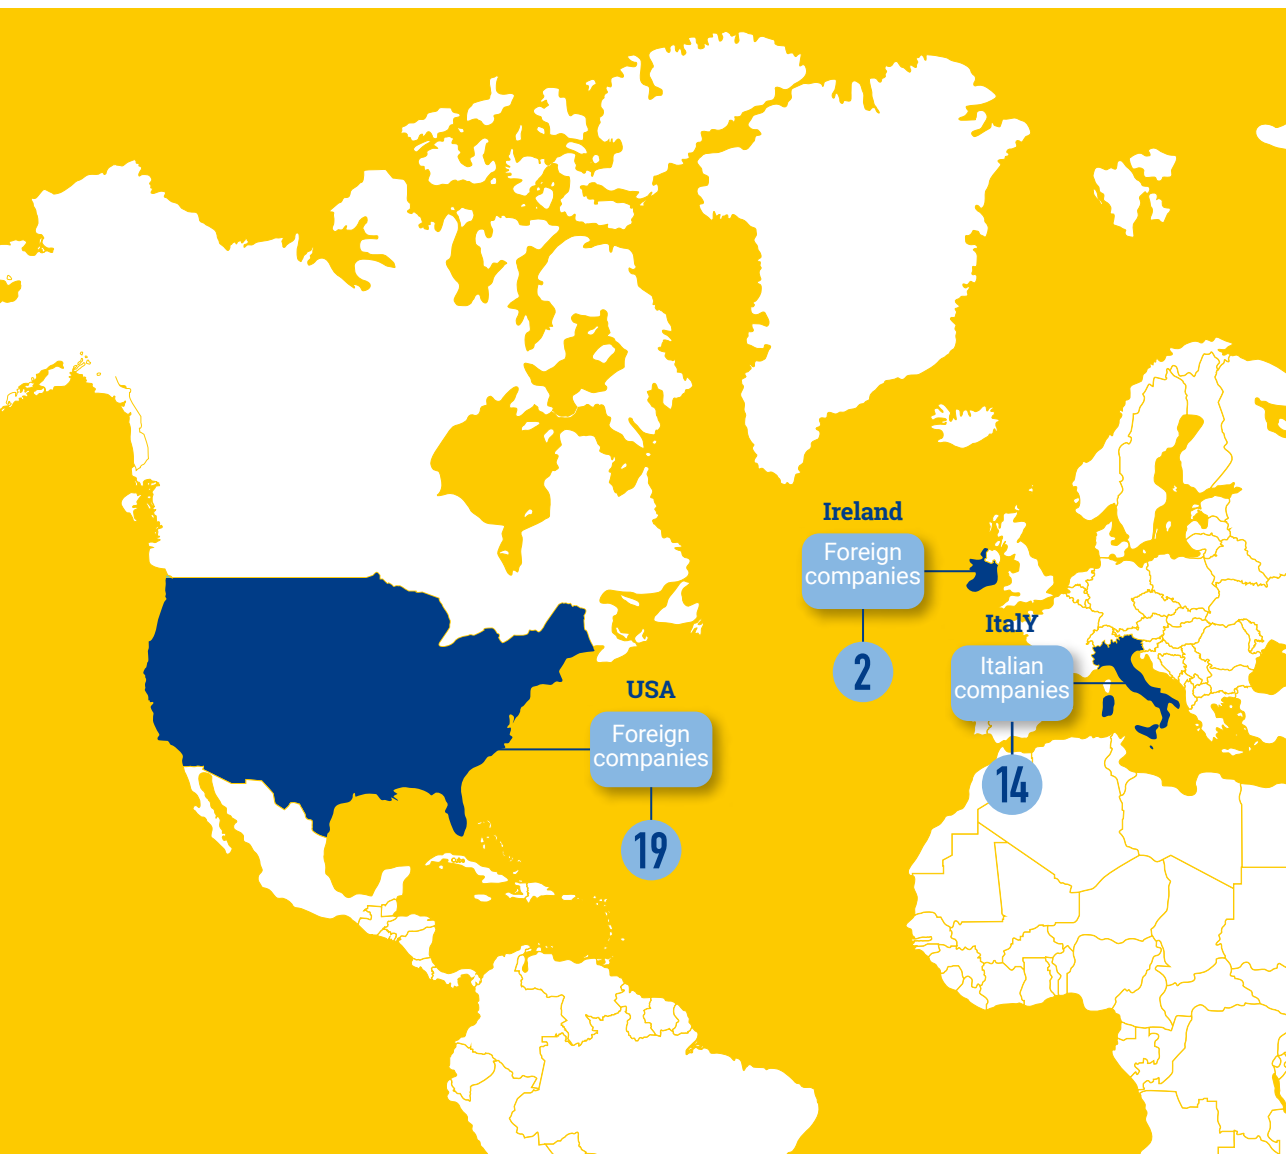 Ireland
Foreign
companies
2
ItalY
Italian
companies
14
USA
Foreign
companies
19